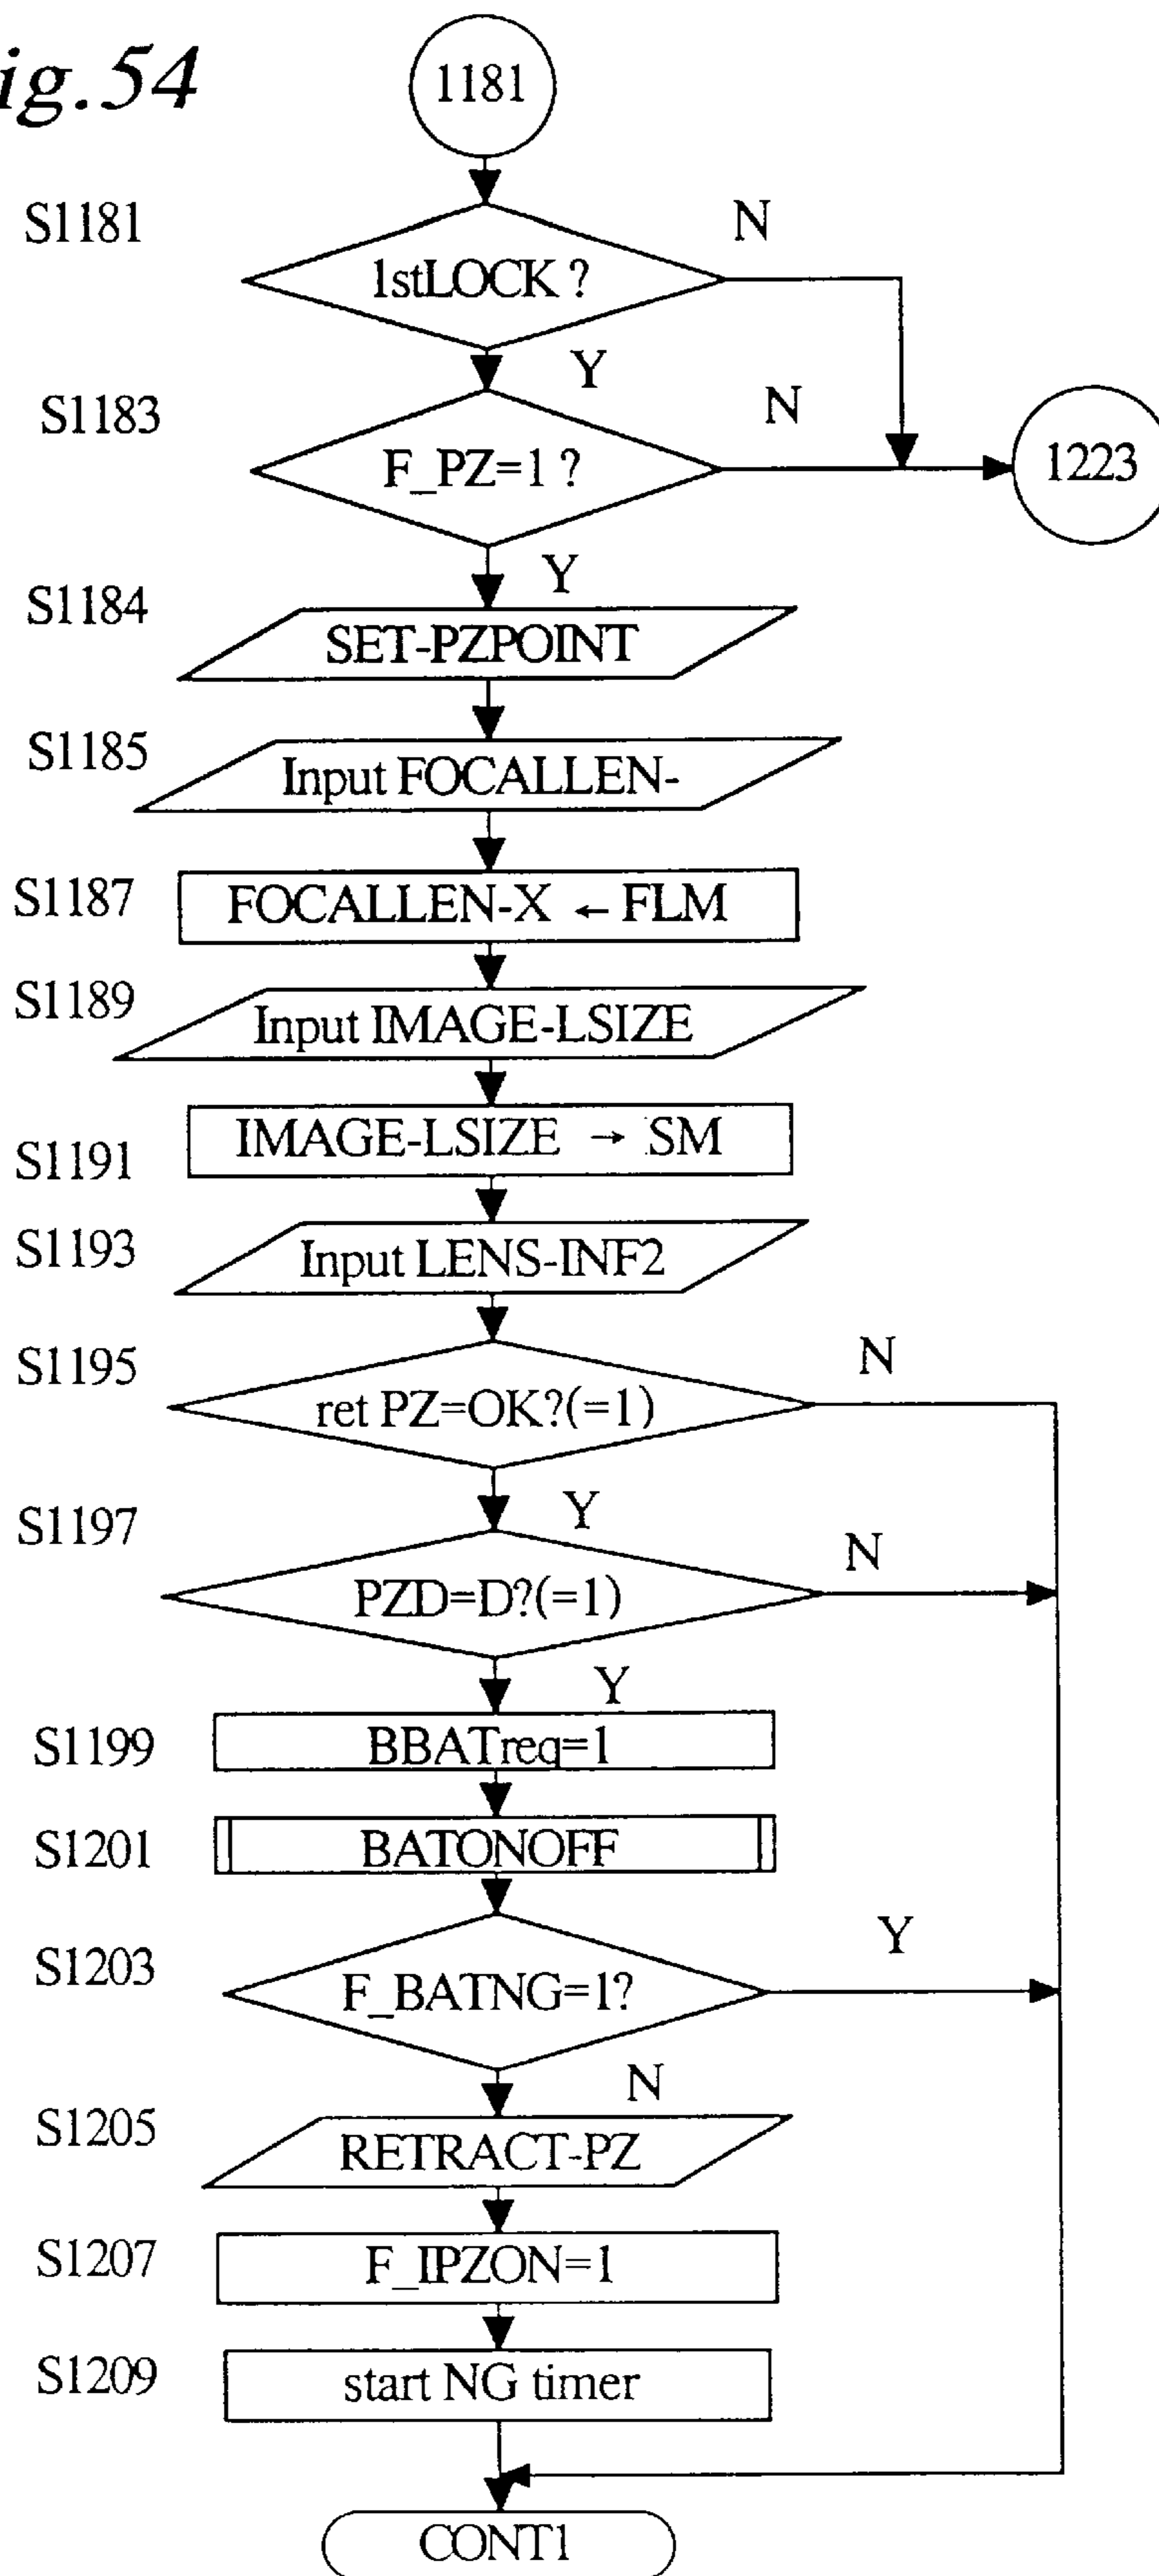 ig.54
1181
S1181
1stLOCK ?
N
Y
S1183
F_PZ=1 ?
N
1223
Y
S1184
SET-PZPOINT
S1185
Input FOCALLEN-
S1187
FOCALLEN-X ← FLM
S1189
Input IMAGE-LSIZE
S1191
IMAGE-LSIZE → SM
S1193
Input LENS-INF2
S1195
ret PZ=OK?(=1)
N
Y
S1197
PZD=D?(=1)
N
Y
S1199
BBATreq=1
S1201
BATONOFF
S1203
F_BATNG=1?
Y
N
S1205
RETRACT-PZ
S1207
F_IPZON=1
S1209
start NG timer
CONT1